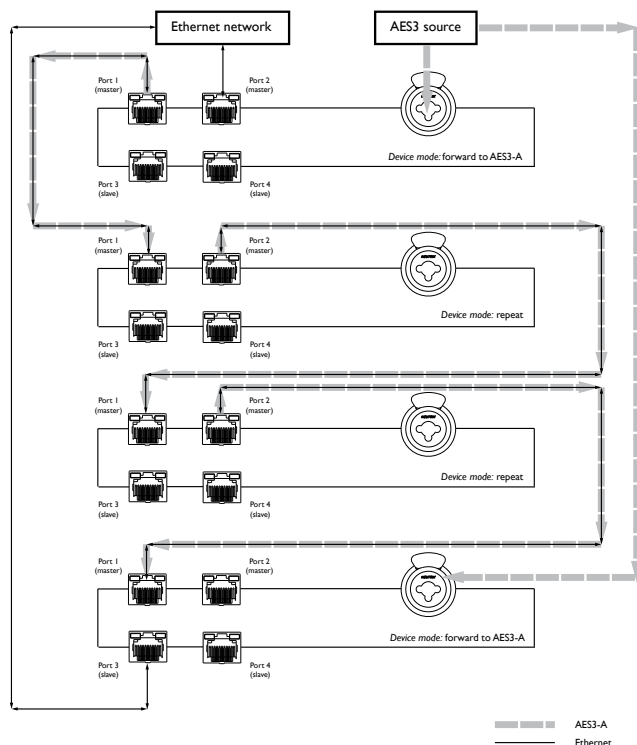 Ethernet network
AES3 source
Port 1
(master)
Port 2
(master)
Device mode: forward to AES3-A
Port 3
(slave)
Port 4
(slave)
Port 1
(master)
Port 2
(master)
Device mode: repeat
Port 3
(slave)
Port 4
(slave)
Port 1
(master)
Port 2
(master)
Device mode: repeat
Port 3
(slave)
Port 4
(slave)
Port 1
(master)
Port 2
(master)
Device mode: forward to AES3-A
Port 3
(slave)
Port 4
(slave)
AES3-A
Ethernet